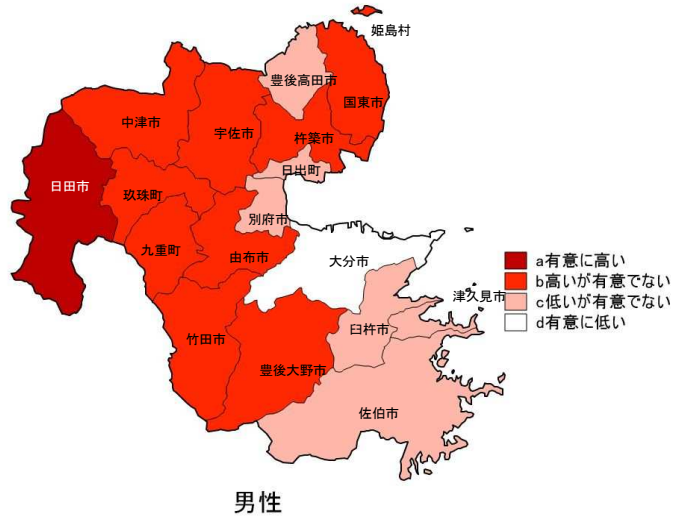 姫島村
豊後高田市
国東市
中津市
宇佐市
杵築市
日出町
日田市
玖珠町
別府市
九重町
由布市
大分市
津久見市
臼杵市
竹田市
豊後大野市
佐伯市
a有意に高い
b高いが有意でない
c低いが有意でない
d有意に低い
男性